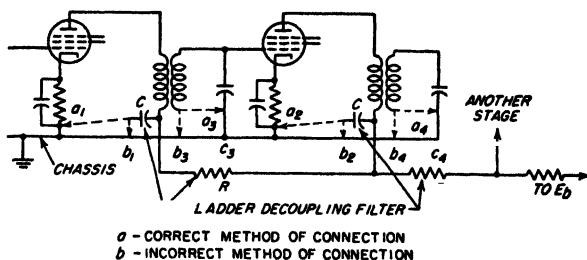 a1
C
a3
a2
C
a4
b1
b3
C3
b2
b4
C4
ANOTHER
STAGE
CHASSIS
R
TO Eb
LADDER DECOUPLING FILTER
a - CORRECT METHOD OF CONNECTION
b - INCORRECT METHOD OF CONNECTION